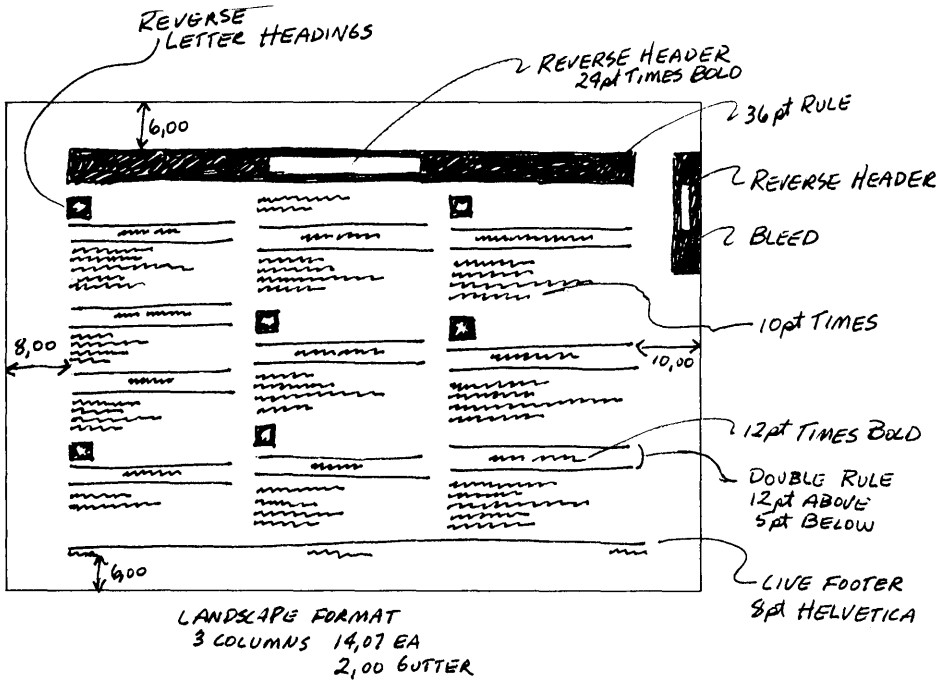 REVERSE
LETTER HEADINGS
REVERSE HEADER
24pt TIMES BOLD
36pt RULE
6,00
REVERSE HEADER
BLEED
10pt TIMES
8,00
10,00
12pt TIMES BOLD
DOUBLE RULE
12pt ABOVE
5pt BELOW
6,00
LIVE FOOTER
8pt HELVETICA
LANDSCAPE FORMAT
3 COLUMNS 14,07 EA
2,00 GUTTER